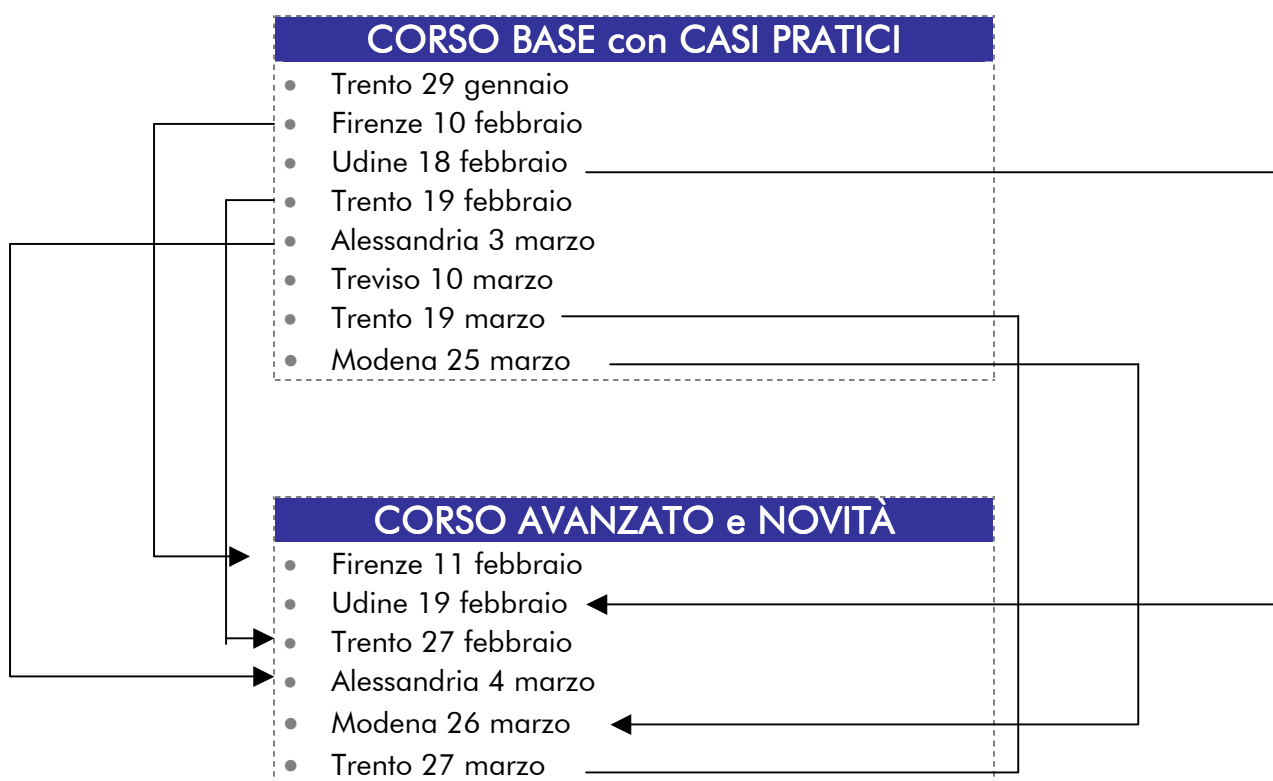 CORSO BASE con CASI PRATICI
• Trento 29 gennaio
• Firenze 10 febbraio
• Udine 18 febbraio
• Trento 19 febbraio
• Alessandria 3 marzo
• Treviso 10 marzo
• Trento 19 marzo
• Modena 25 marzo
CORSO AVANZATO e NOVITÀ
• Firenze 11 febbraio
• Udine 19 febbraio
• Trento 27 febbraio
• Alessandria 4 marzo
• Modena 26 marzo
• Trento 27 marzo